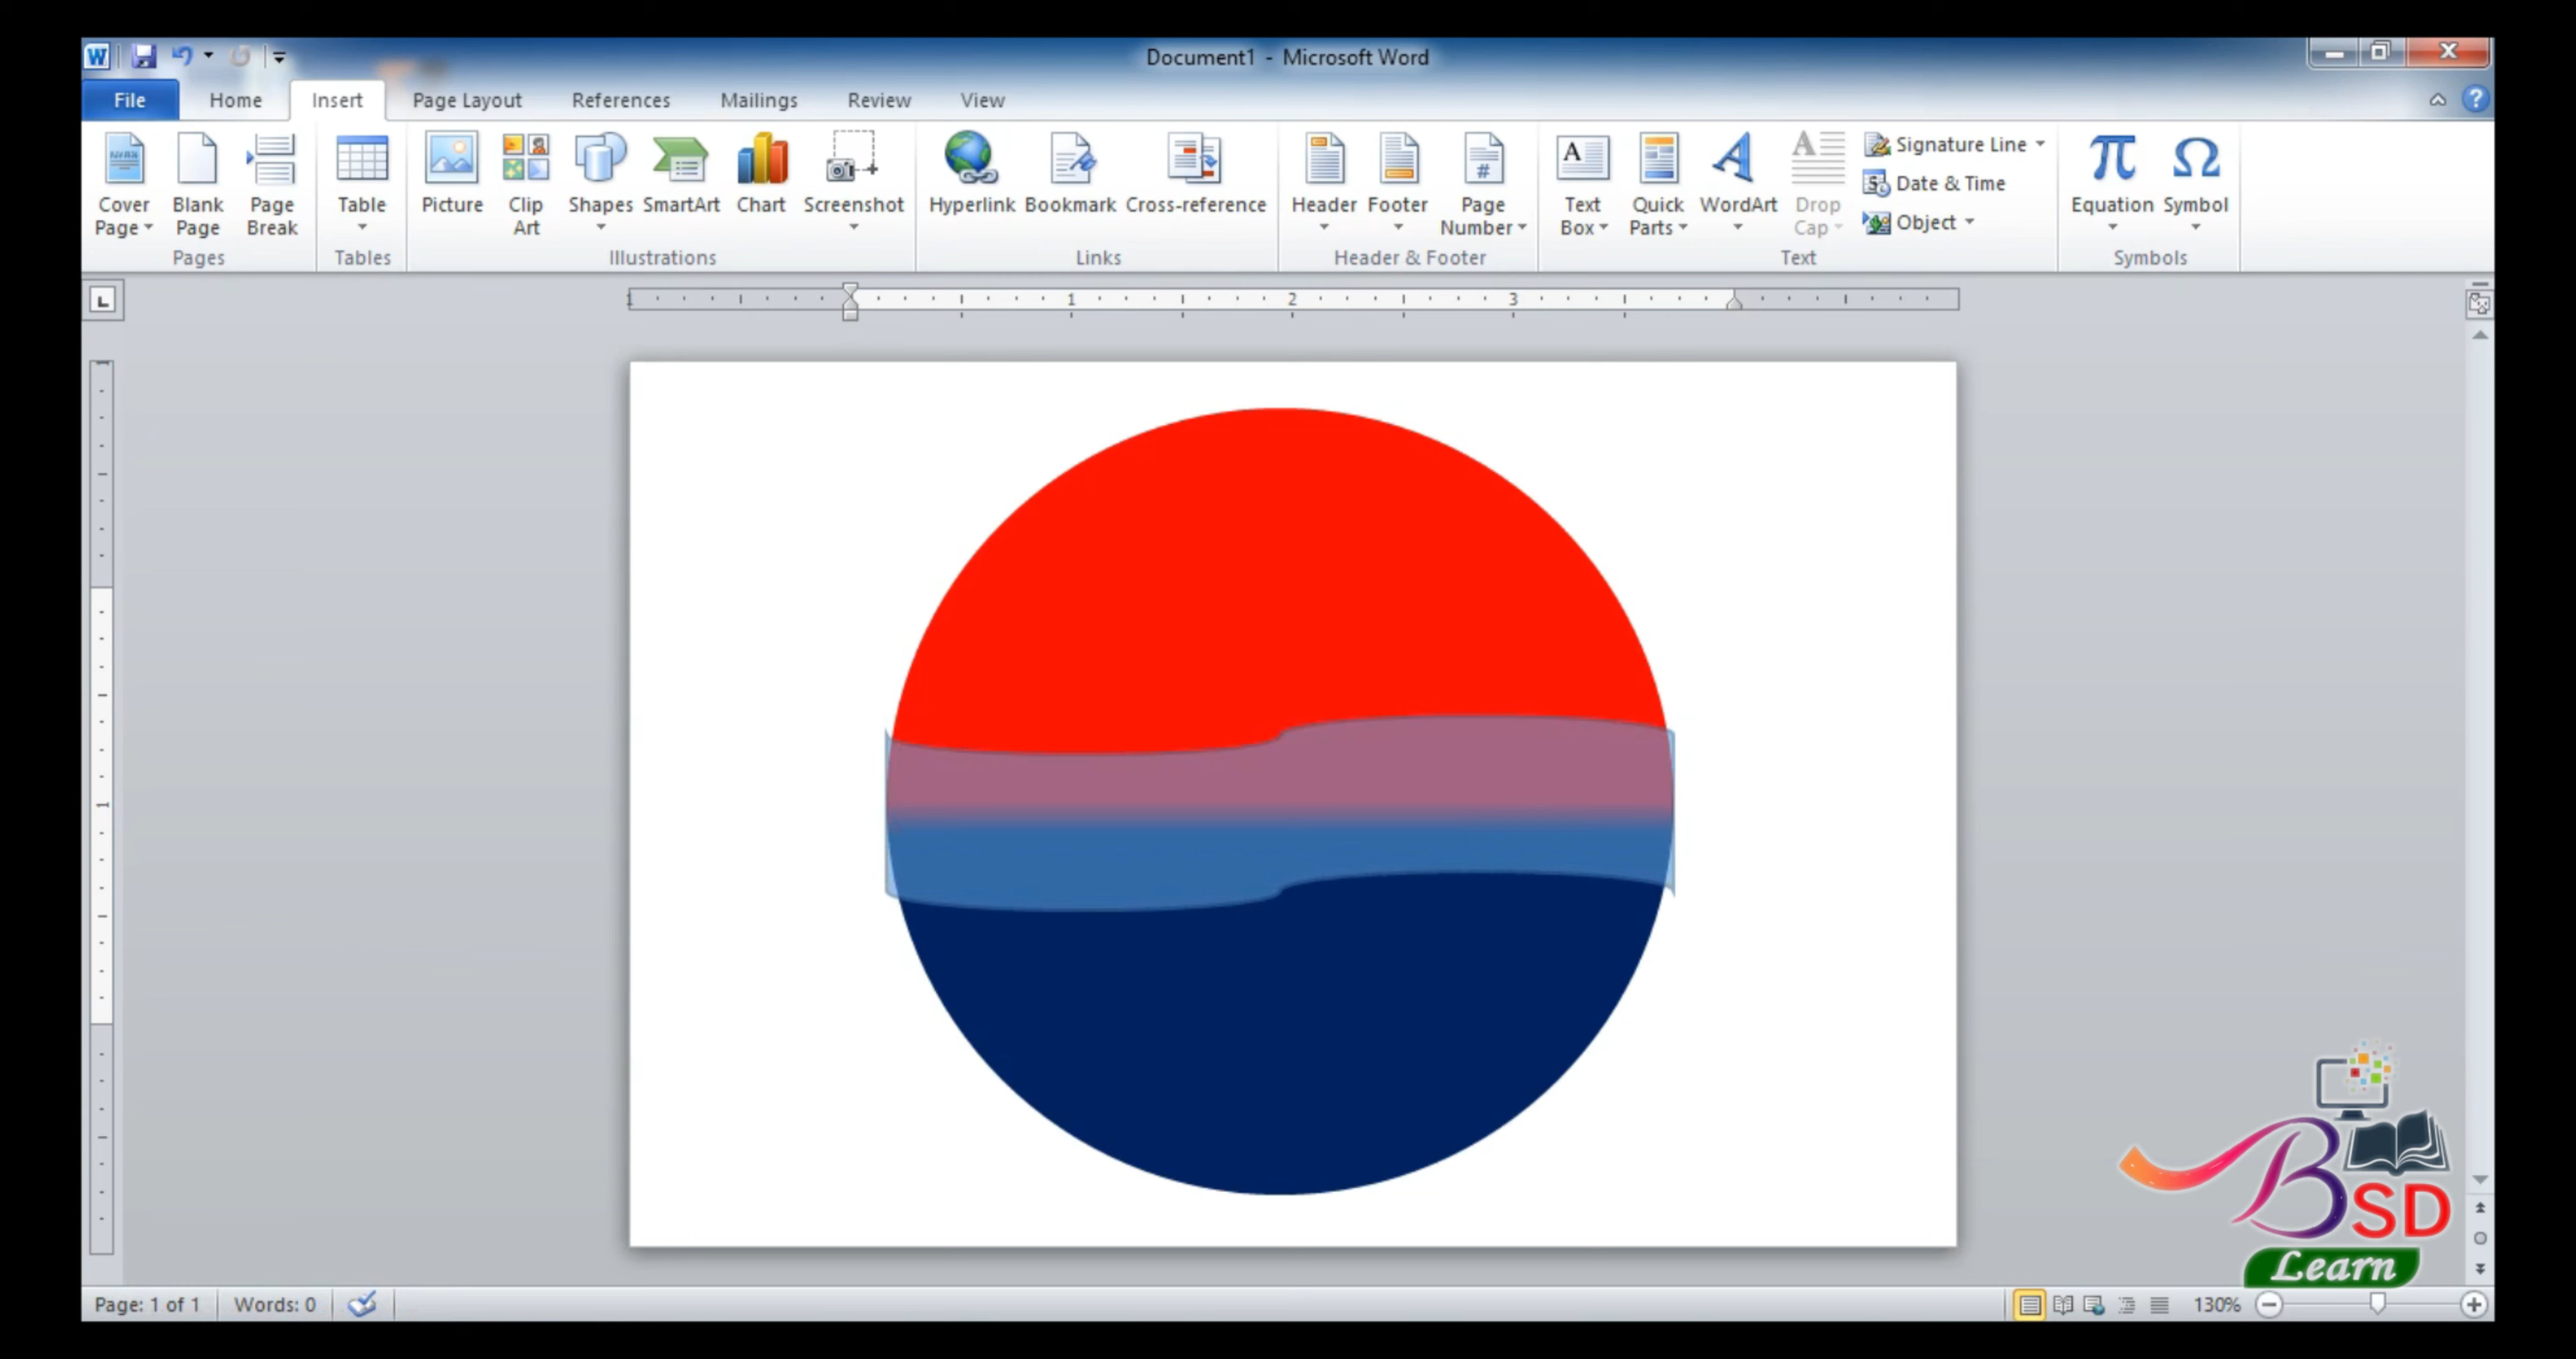 Document1 - Microsoft Word
File Home Insert Page Layout References Mailings Review View
Cover Page Blank Page Page Break Table Picture Clip Art Shapes SmartArt Chart Screenshot Hyperlink Bookmark Cross-reference Header Footer Page Number Text Box Quick Parts WordArt Drop Cap Signature Line Date & Time Object Equation Symbol
Pages Tables Illustrations Links Header & Footer Text Symbols
1 1 2 3
1
BSD
Learn
Page: 1 of 1 Words: 0 130%